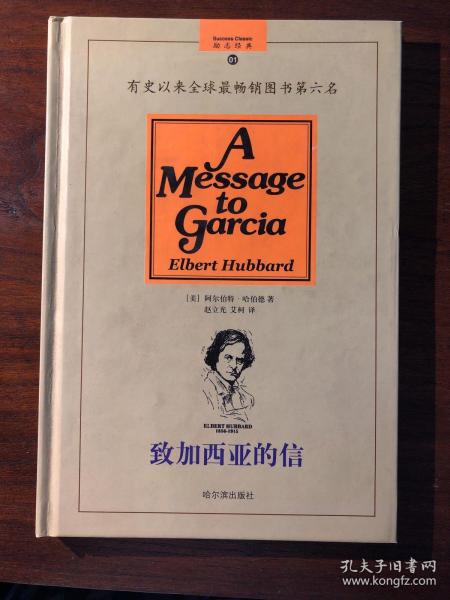 Success Classic
励志经典
01
有史以来全球最畅销图书第六名
A
Message
to
Garcia
Elbert Hubbard
[美] 阿尔伯特·哈伯德 著
赵立光 艾柯 译
ELBERT HUBBARD
1856-1915
致加西亚的信
哈尔滨出版社
孔夫子旧书网
www.kongfz.com